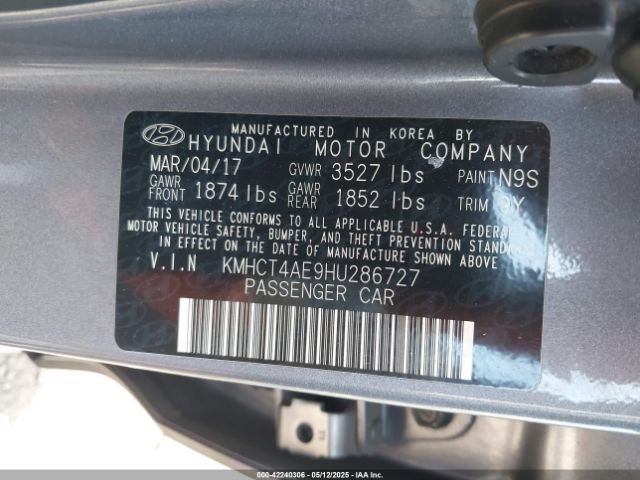 MANUFACTURED IN KOREA BY
HYUNDAI MOTOR COMPANY
MAR/04/17 GVWR 3527 lbs PAINT N9S
GAWR FRONT 1874 lbs GAWR REAR 1852 lbs TRIM 9Y
THIS VEHICLE CONFORMS TO ALL APPLICABLE U.S.A. FEDERAL
MOTOR VEHICLE SAFETY, BUMPER, AND THEFT PREVENTION STANDARDS
IN EFFECT ON THE DATE OF MANUFACTURE SHOWN ABOVE.
V.I.N KMHCT4AE9HU286727
PASSENGER CAR
000-42240306 - 05/12/2025 - IAA Inc.